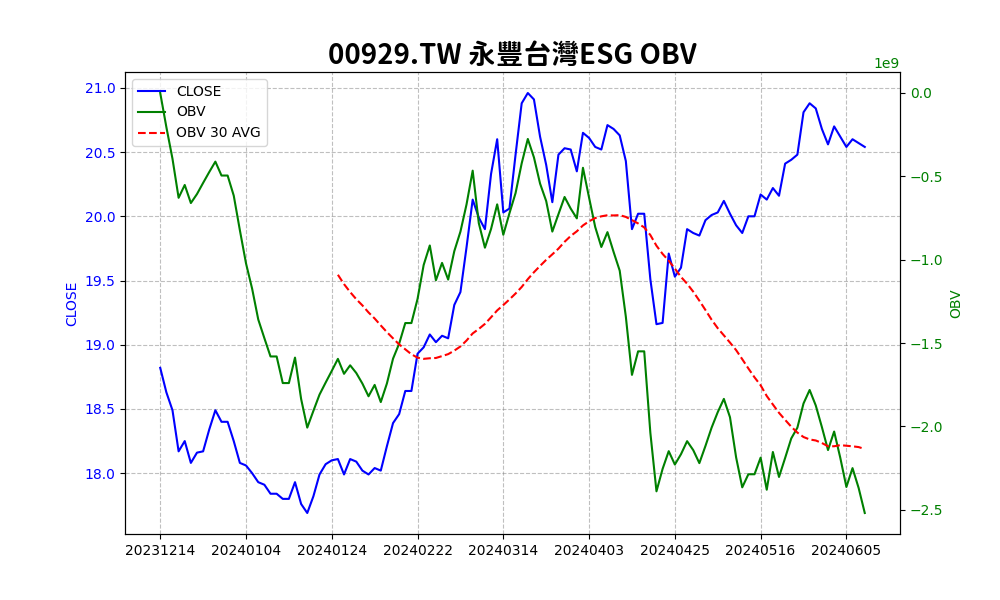 00929.TW 永豐台灣ESG OBV
1e9
CLOSE
OBV
OBV 30 AVG
21.0
20.5
20.0
19.5
19.0
18.5
18.0
CLOSE
0.0
−0.5
−1.0
−1.5
−2.0
−2.5
OBV
20231214 20240104 20240124 20240222 20240314 20240403 20240425 20240516 20240605